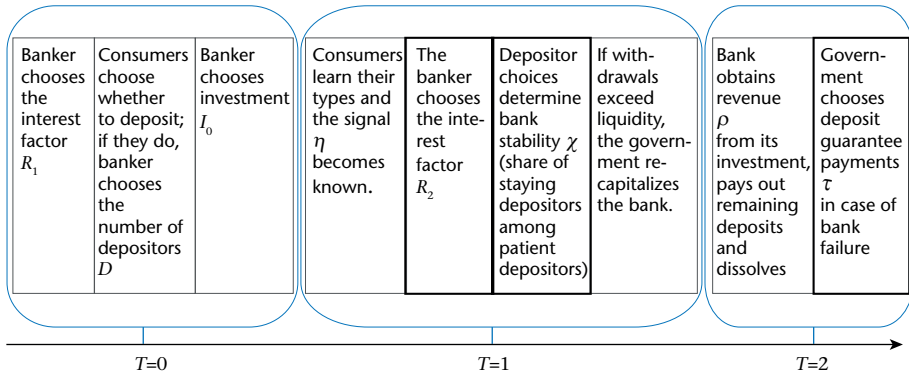 Banker
chooses
the
interest
factor
R₁
Consumers
choose
whether
to deposit;
if they do,
banker
chooses
the
number of
depositors
D
Banker
chooses
investment
I₀
Consumers
learn their
types and
the signal
η
becomes
known.
The
banker
chooses
the inte-
rest
factor
R₂
Depositor
choices
determine
bank
stability χ
(share of
staying
depositors
among
patient
depositors)
If with-
drawals
exceed
liquidity,
the govern-
ment re-
capitalizes
the bank.
Bank
obtains
revenue
ρ
from its
investment,
pays out
remaining
deposits
and
dissolves
Govern-
ment
chooses
deposit
guarantee
payments
τ
in case of
bank
failure
T=0
T=1
T=2